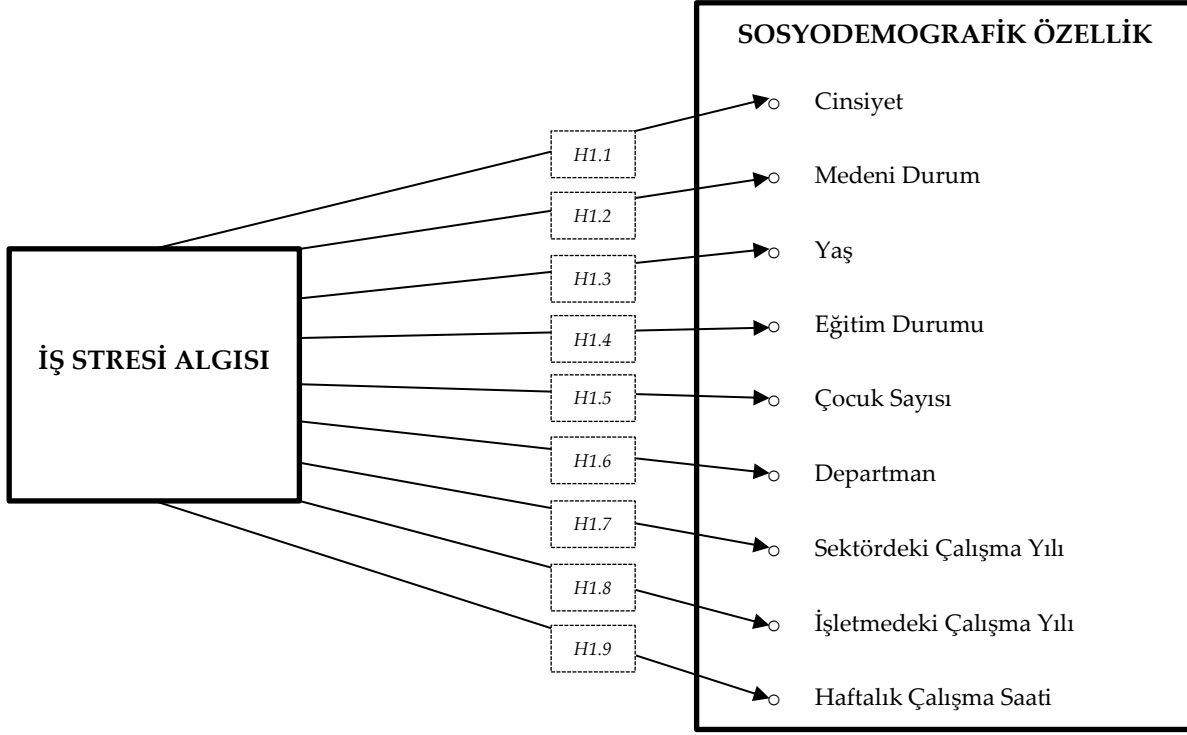 SOSYODEMOGRAFİK ÖZELLİK
Cinsiyet
Medeni Durum
Yaş
Eğitim Durumu
Çocuk Sayısı
Departman
Sektördeki Çalışma Yılı
İşletmedeki Çalışma Yılı
Haftalık Çalışma Saati
H1.1
H1.2
H1.3
H1.4
H1.5
H1.6
H1.7
H1.8
H1.9
İŞ STRESİ ALGISI